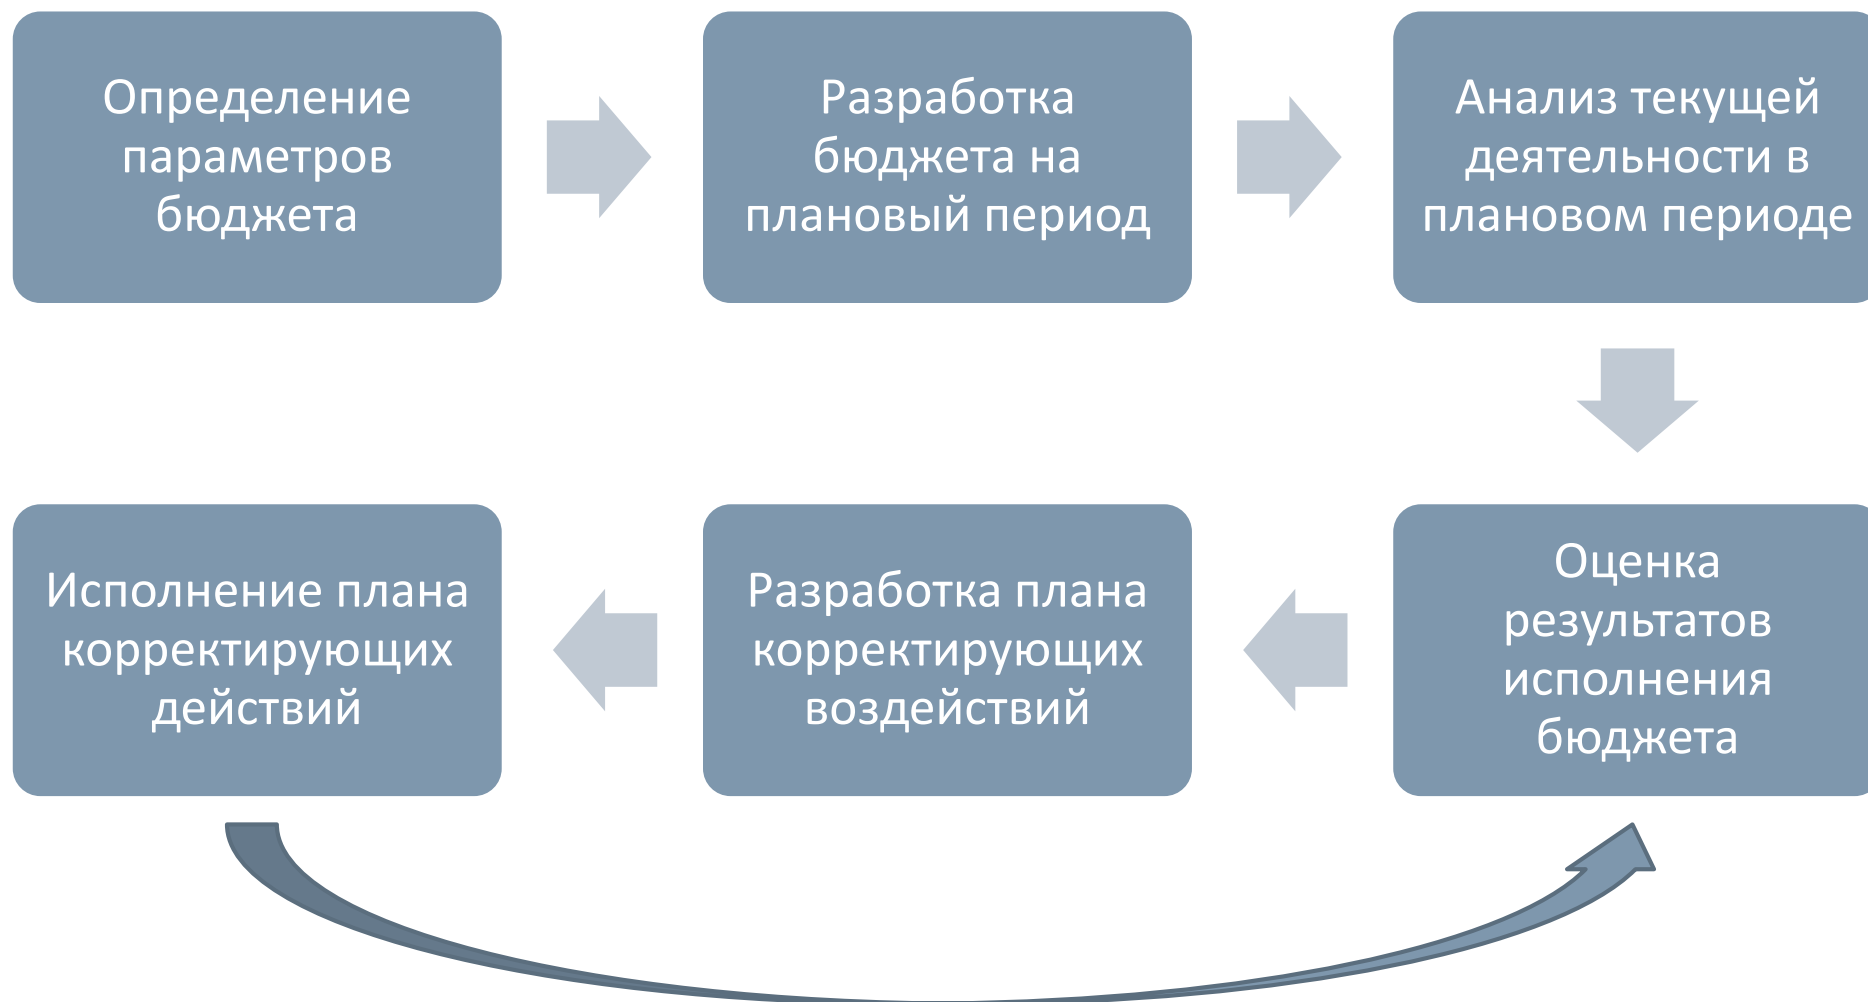 Определение
параметров
бюджета
Разработка
бюджета на
плановый период
Анализ текущей
деятельности в
плановом периоде
Оценка
результатов
исполнения
бюджета
Разработка плана
корректирующих
воздействий
Исполнение плана
корректирующих
действий